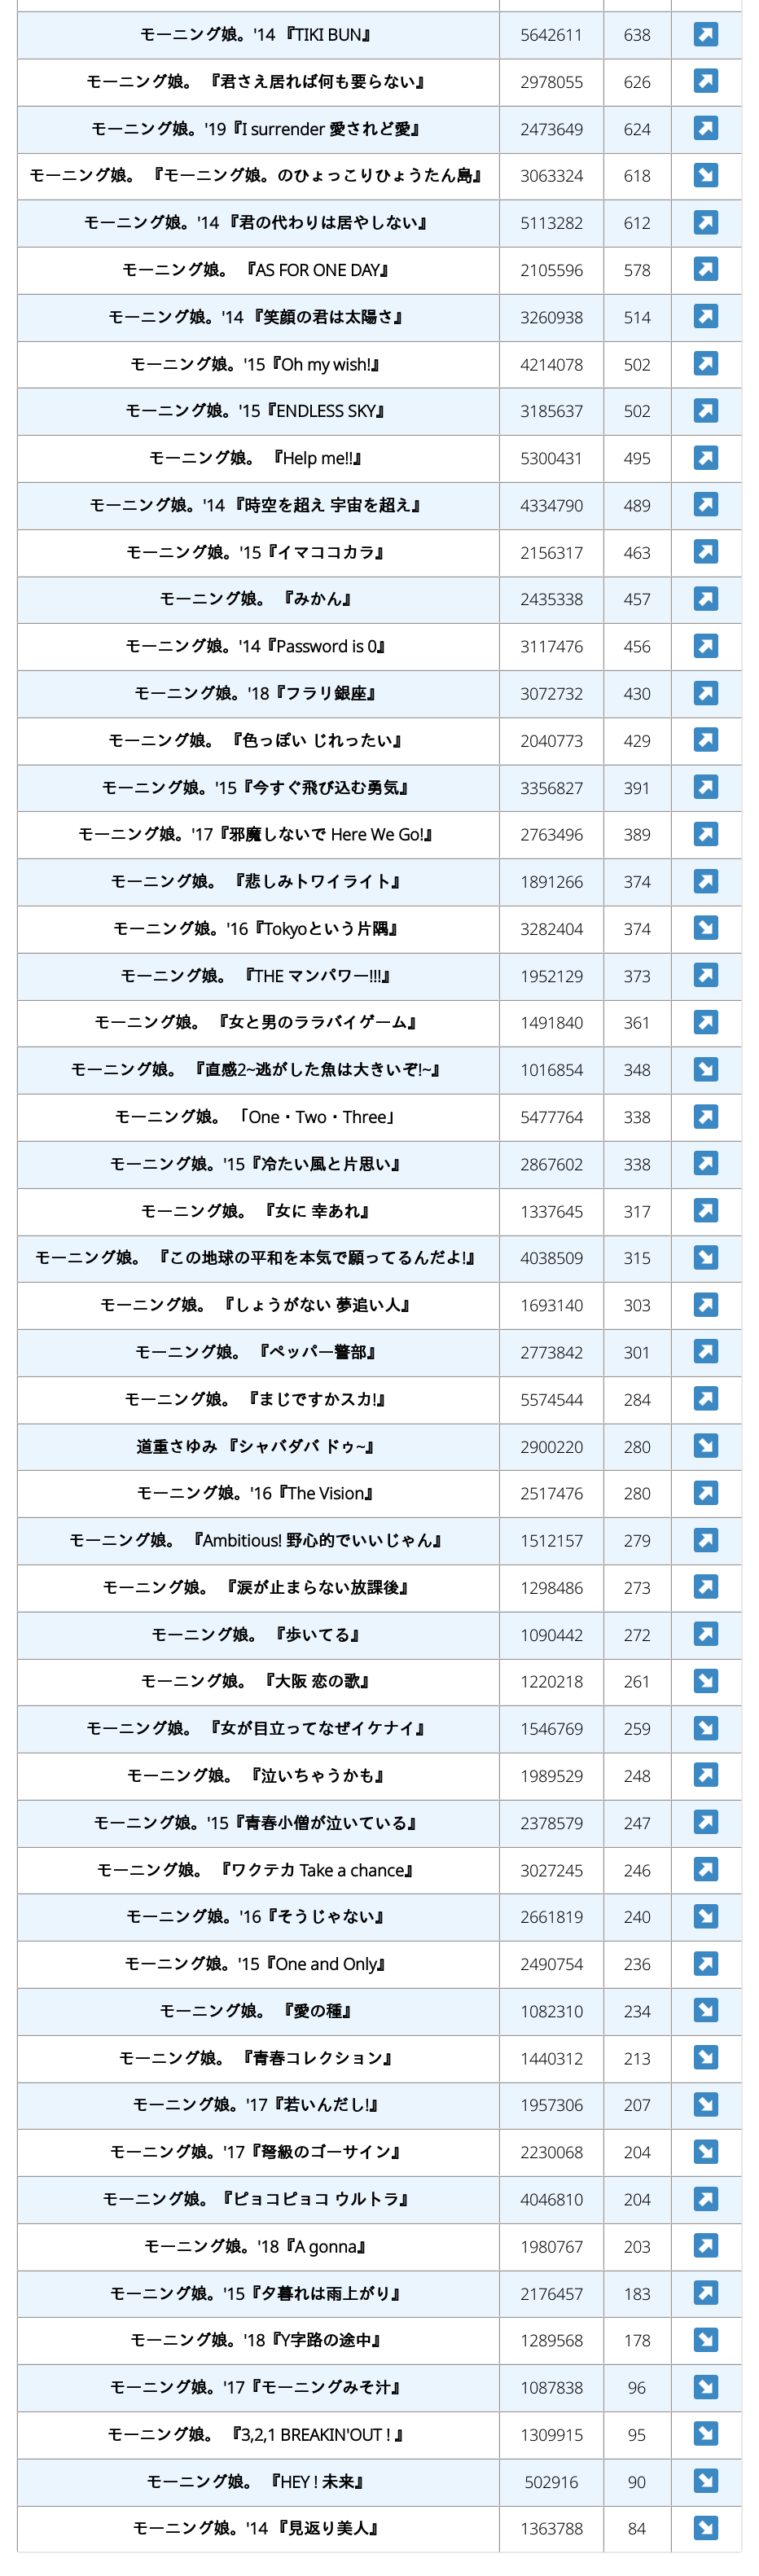 モーニング娘。'14 『TIKI BUN』 5642611 638 ↗
モーニング娘。 『君さえ居れば何も要らない』 2978055 626 ↗
モーニング娘。'19『I surrender 愛されど愛』 2473649 624 ↗
モーニング娘。 『モーニング娘。のひょっこりひょうたん島』 3063324 618 ↘
モーニング娘。'14 『君の代わりは居やしない』 5113282 612 ↗
モーニング娘。 『AS FOR ONE DAY』 2105596 578 ↗
モーニング娘。'14 『笑顔の君は太陽さ』 3260938 514 ↗
モーニング娘。'15『Oh my wish!』 4214078 502 ↗
モーニング娘。'15『ENDLESS SKY』 3185637 502 ↗
モーニング娘。 『Help me!!』 5300431 495 ↗
モーニング娘。'14 『時空を超え 宇宙を超え』 4334790 489 ↗
モーニング娘。'15『イマココカラ』 2156317 463 ↗
モーニング娘。 『みかん』 2435338 457 ↗
モーニング娘。'14『Password is 0』 3117476 456 ↗
モーニング娘。'18『フラリ銀座』 3072732 430 ↗
モーニング娘。 『色っぽい じれったい』 2040773 429 ↗
モーニング娘。'15『今すぐ飛び込む勇気』 3356827 391 ↗
モーニング娘。'17『邪魔しないで Here We Go!』 2763496 389 ↗
モーニング娘。 『悲しみトワイライト』 1891266 374 ↗
モーニング娘。'16『Tokyoという片隅』 3282404 374 ↘
モーニング娘。 『THE マンパワー!!!』 1952129 373 ↗
モーニング娘。 『女と男のララバイゲーム』 1491840 361 ↗
モーニング娘。 『直感2~逃がした魚は大きいぞ!~』 1016854 348 ↘
モーニング娘。 「One・Two・Three」 5477764 338 ↗
モーニング娘。'15『冷たい風と片思い』 2867602 338 ↗
モーニング娘。 『女に 幸あれ』 1337645 317 ↗
モーニング娘。 『この地球の平和を本気で願ってるんだよ!』 4038509 315 ↘
モーニング娘。 『しょうがない 夢追い人』 1693140 303 ↗
モーニング娘。 『ペッパー警部』 2773842 301 ↗
モーニング娘。 『まじですかスカ!』 5574544 284 ↗
道重さゆみ 『シャバダバ ドゥ~』 2900220 280 ↘
モーニング娘。'16『The Vision』 2517476 280 ↗
モーニング娘。 『Ambitious! 野心的でいいじゃん』 1512157 279 ↗
モーニング娘。 『涙が止まらない放課後』 1298486 273 ↗
モーニング娘。 『歩いてる』 1090442 272 ↗
モーニング娘。 『大阪 恋の歌』 1220218 261 ↘
モーニング娘。 『女が目立ってなぜイケナイ』 1546769 259 ↘
モーニング娘。 『泣いちゃうかも』 1989529 248 ↗
モーニング娘。'15『青春小僧が泣いている』 2378579 247 ↗
モーニング娘。 『ワクテカ Take a chance』 3027245 246 ↗
モーニング娘。'16『そうじゃない』 2661819 240 ↘
モーニング娘。'15『One and Only』 2490754 236 ↗
モーニング娘。 『愛の種』 1082310 234 ↘
モーニング娘。 『青春コレクション』 1440312 213 ↘
モーニング娘。'17『若いんだし!』 1957306 207 ↘
モーニング娘。'17『弩級のゴーサイン』 2230068 204 ↘
モーニング娘。『ピョコピョコ ウルトラ』 4046810 204 ↗
モーニング娘。'18『A gonna』 1980767 203 ↗
モーニング娘。'15『夕暮れは雨上がり』 2176457 183 ↗
モーニング娘。'18『Y字路の途中』 1289568 178 ↘
モーニング娘。'17『モーニングみそ汁』 1087838 96 ↘
モーニング娘。 『3,2,1 BREAKIN'OUT ! 』 1309915 95 ↘
モーニング娘。 『HEY ! 未来』 502916 90 ↘
モーニング娘。'14 『見返り美人』 1363788 84 ↘